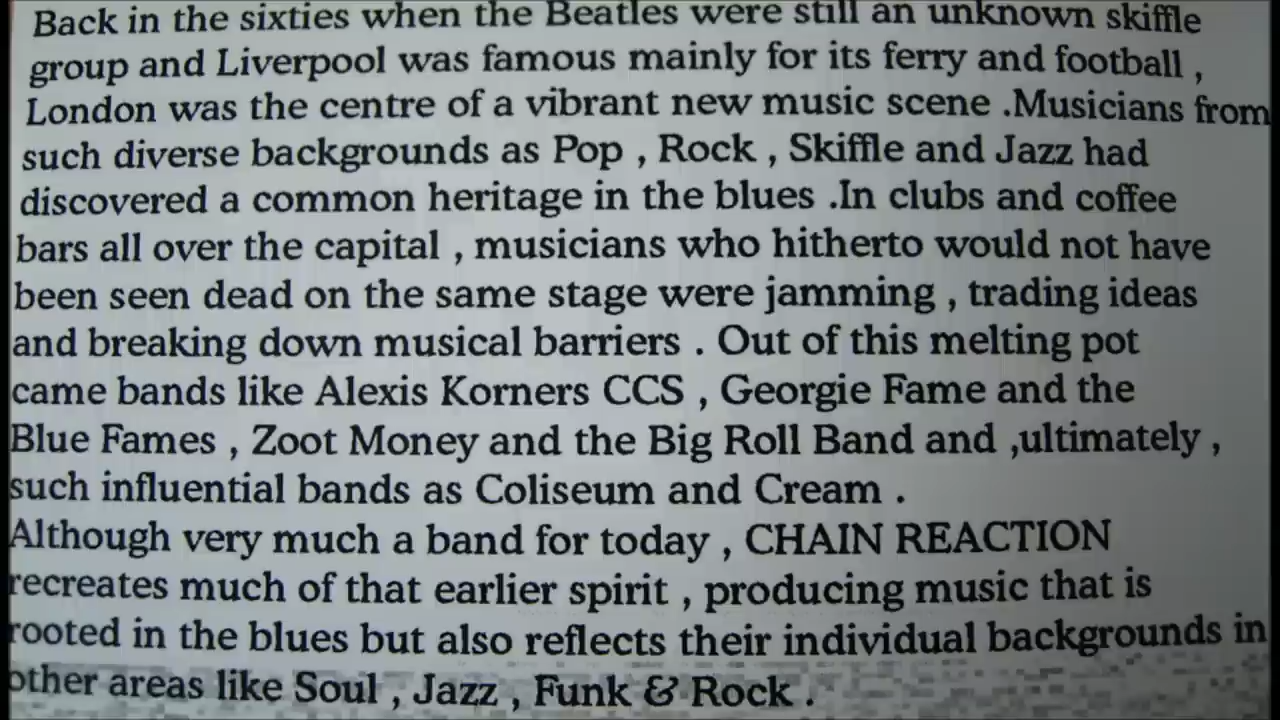 Back in the sixties when the Beatles were still an unknown skiffle
group and Liverpool was famous mainly for its ferry and football ,
London was the centre of a vibrant new music scene .Musicians from
such diverse backgrounds as Pop , Rock , Skiffle and Jazz had
discovered a common heritage in the blues .In clubs and coffee
bars all over the capital , musicians who hitherto would not have
been seen dead on the same stage were jamming , trading ideas
and breaking down musical barriers . Out of this melting pot
came bands like Alexis Korners CCS , Georgie Fame and the
Blue Fames , Zoot Money and the Big Roll Band and ,ultimately ,
such influential bands as Coliseum and Cream .
Although very much a band for today , CHAIN REACTION
recreates much of that earlier spirit , producing music that is
rooted in the blues but also reflects their individual backgrounds in
other areas like Soul , Jazz , Funk & Rock .